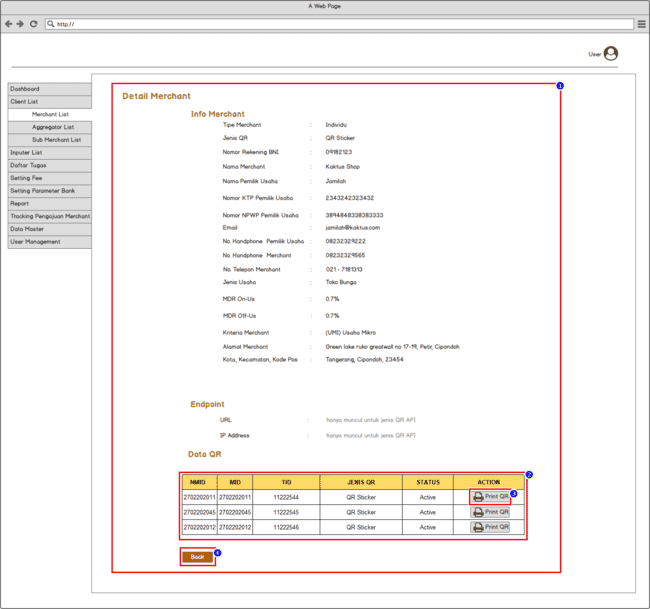 A Web Page
http://
User
Dashboard
Client List
Merchant List
Aggregator List
Sub Merchant List
Inputer List
Daftar Tugas
Setting Fee
Setting Parameter Bank
Report
Tracking Pengajuan Merchant
Data Master
User Management
1
Detail Merchant
Info Merchant
Tipe Merchant : Individu
Jenis QR : QR Sticker
Nomor Rekening BNI : 09182123
Nama Merchant : Kaktus Shop
Nama Pemilik Usaha : Jamilah
Nomor KTP Pemilik Usaha : 2343242323432
Nomor NPWP Pemilik Usaha : 3894848338383333
Email : jamilah@kaktus.com
No. Handphone Pemilik Usaha : 08232329222
No. Handphone Merchant : 08232329565
No. Telepon Merchant : 021 - 7181313
Jenis Usaha : Toko Bunga
MDR On-Us : 0.7%
MDR Off-Us : 0.7%
Kriteria Merchant : (UMI) Usaha Mikro
Alamat Merchant : Green lake ruko greatwall no 17-19, Petir, Cipondoh
Kota, Kecamatan, Kode Pos : Tangerang, Cipondoh, 23454
Endpoint
URL : hanya muncul untuk jenis QR API
IP Address : hanya muncul untuk jenis QR API
Data QR
2
NMID MID TID JENIS QR STATUS ACTION
2702202011 2702202011 11222544 QR Sticker Active Print QR 3
2702202045 2702202045 11222545 QR Sticker Active Print QR
2702202012 2702202012 11222546 QR Sticker Active Print QR
Back 4